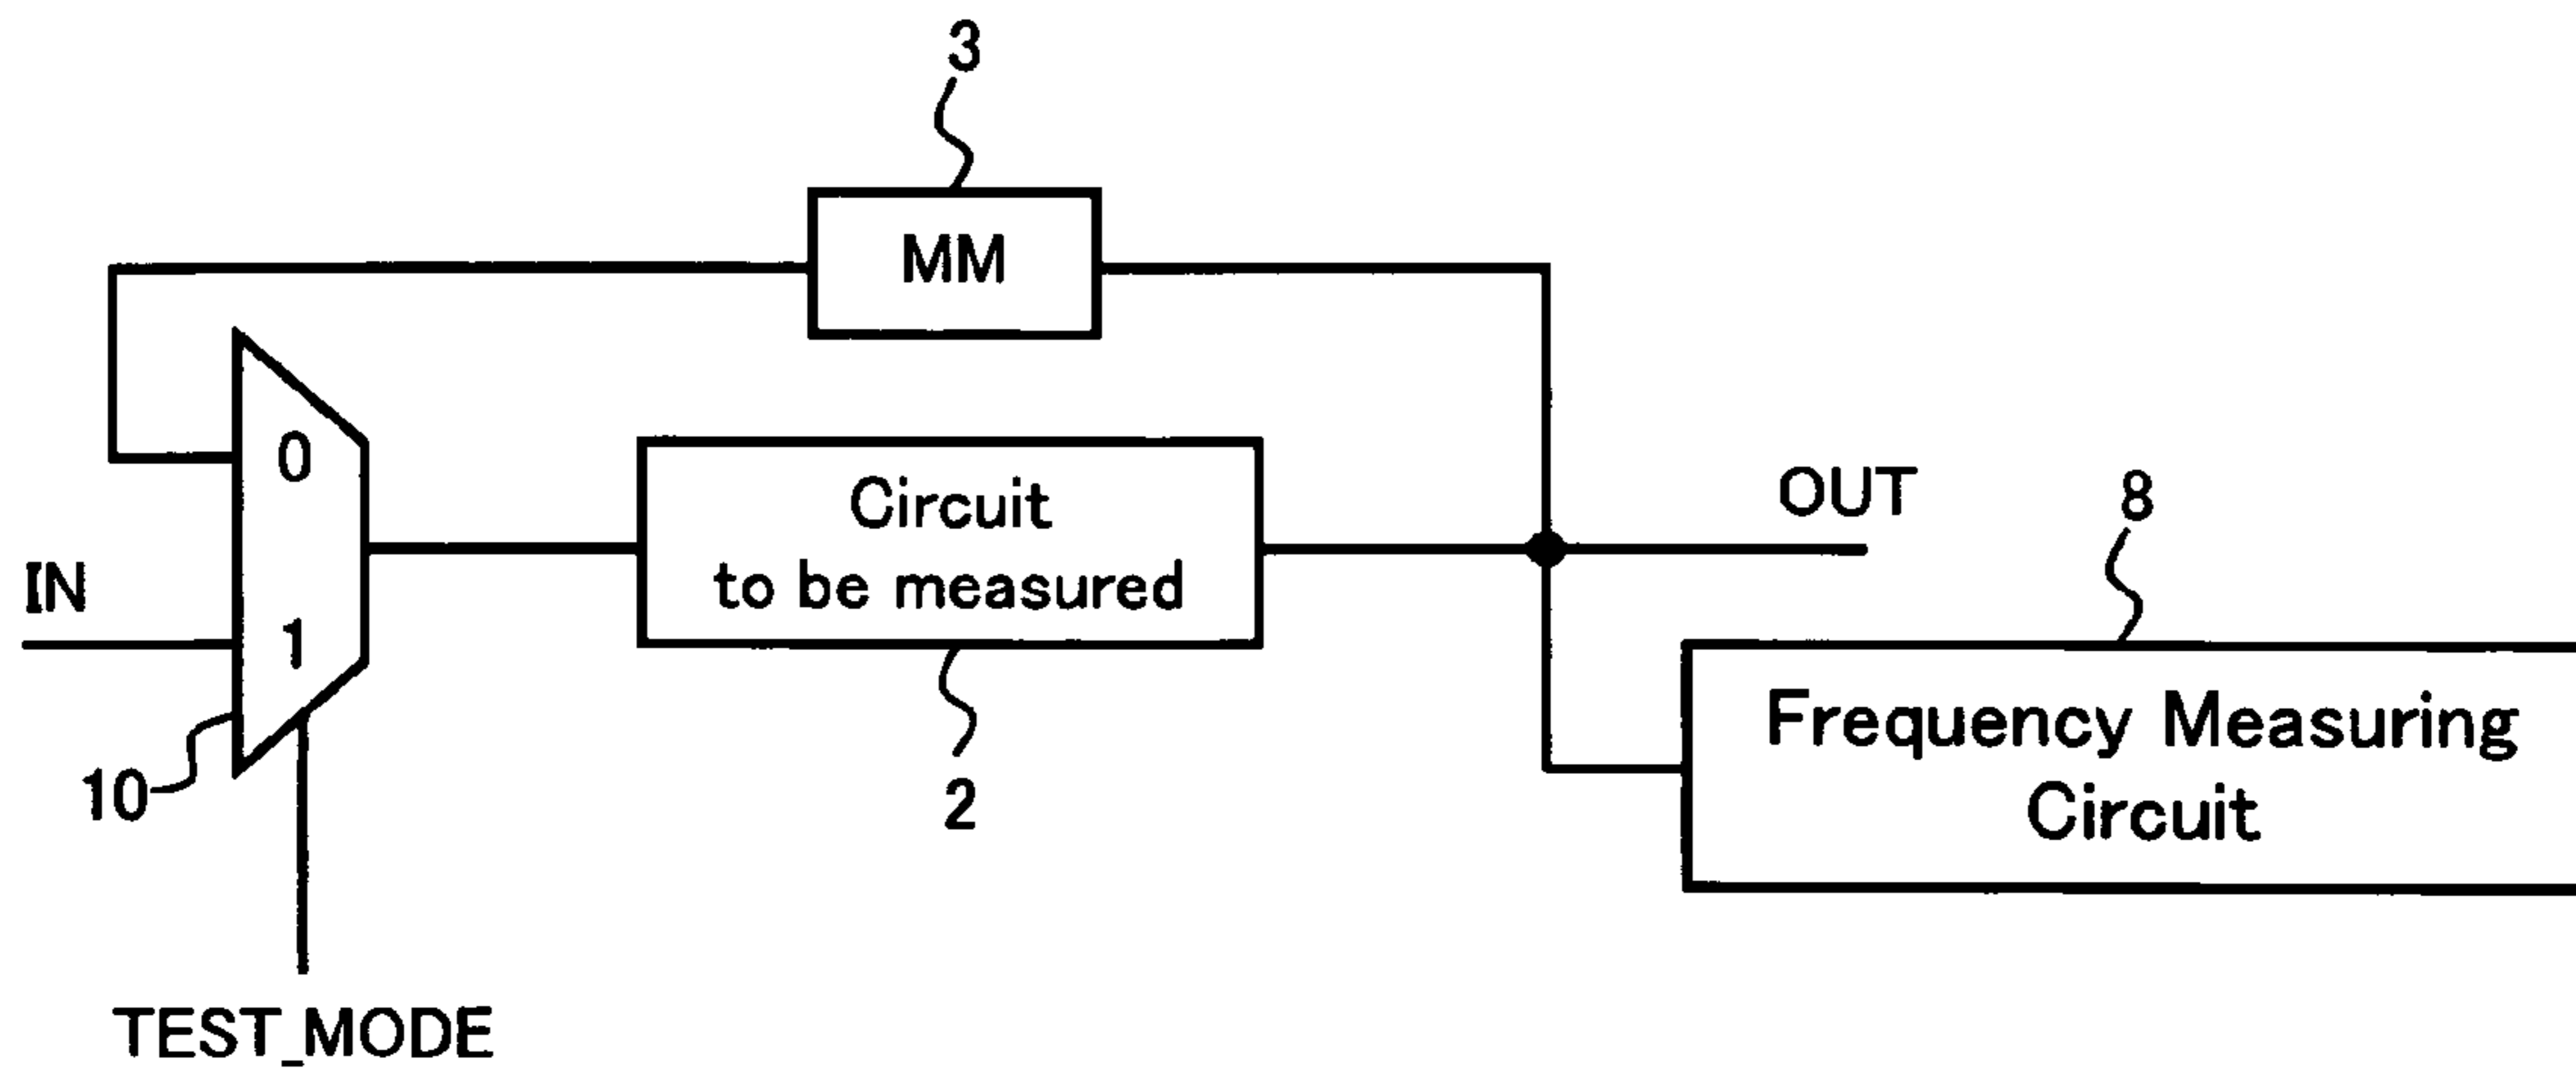 3
MM
0
Circuit
to be measured
OUT
8
IN
1
Frequency Measuring
Circuit
10
2
TEST_MODE